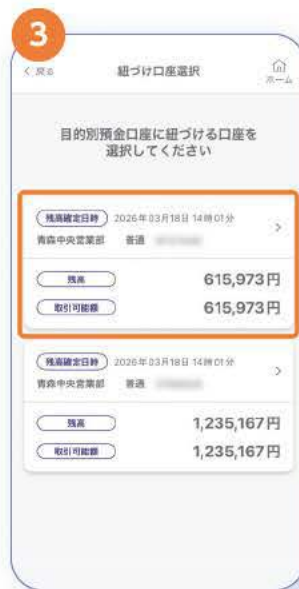 3
< 戻る 紐づけ口座選択 ホーム
目的別預金口座に紐づける口座を
選択してください
残高確定日時 2026年03月18日 14時01分 >
青森中央営業部 普通
残高 615,973円
取引可能額 615,973円
残高確定日時 2026年03月18日 14時01分 >
青森中央営業部 普通
残高 1,235,167円
取引可能額 1,235,167円